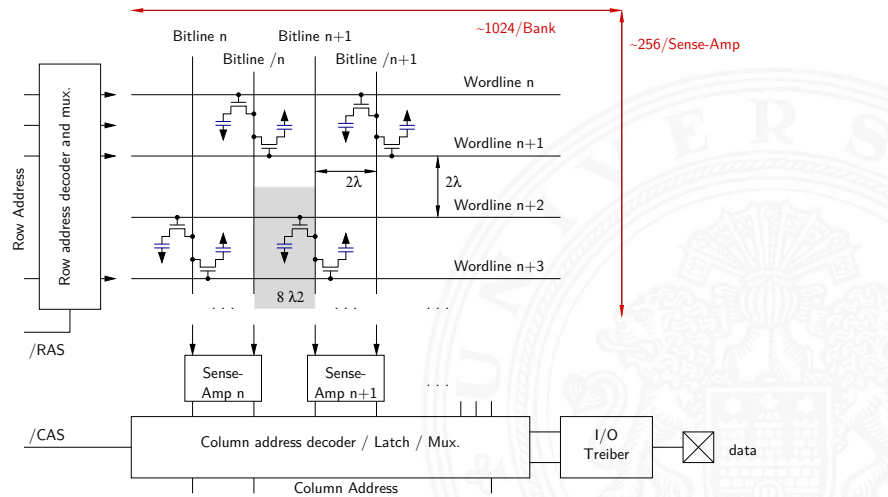 Bitline n
Bitline n+1
Bitline /n
Bitline /n+1
~1024/Bank
~256/Sense-Amp
Wordline n
Wordline n+1
2λ
2λ
Wordline n+2
Wordline n+3
8 λ2
Row Address
Row address decoder and mux.
. . .
. . .
. . .
/RAS
Sense-
Amp n
Sense-
Amp n+1
. . .
/CAS
Column address decoder / Latch / Mux.
I/O
Treiber
data
Column Address
UNIVERS